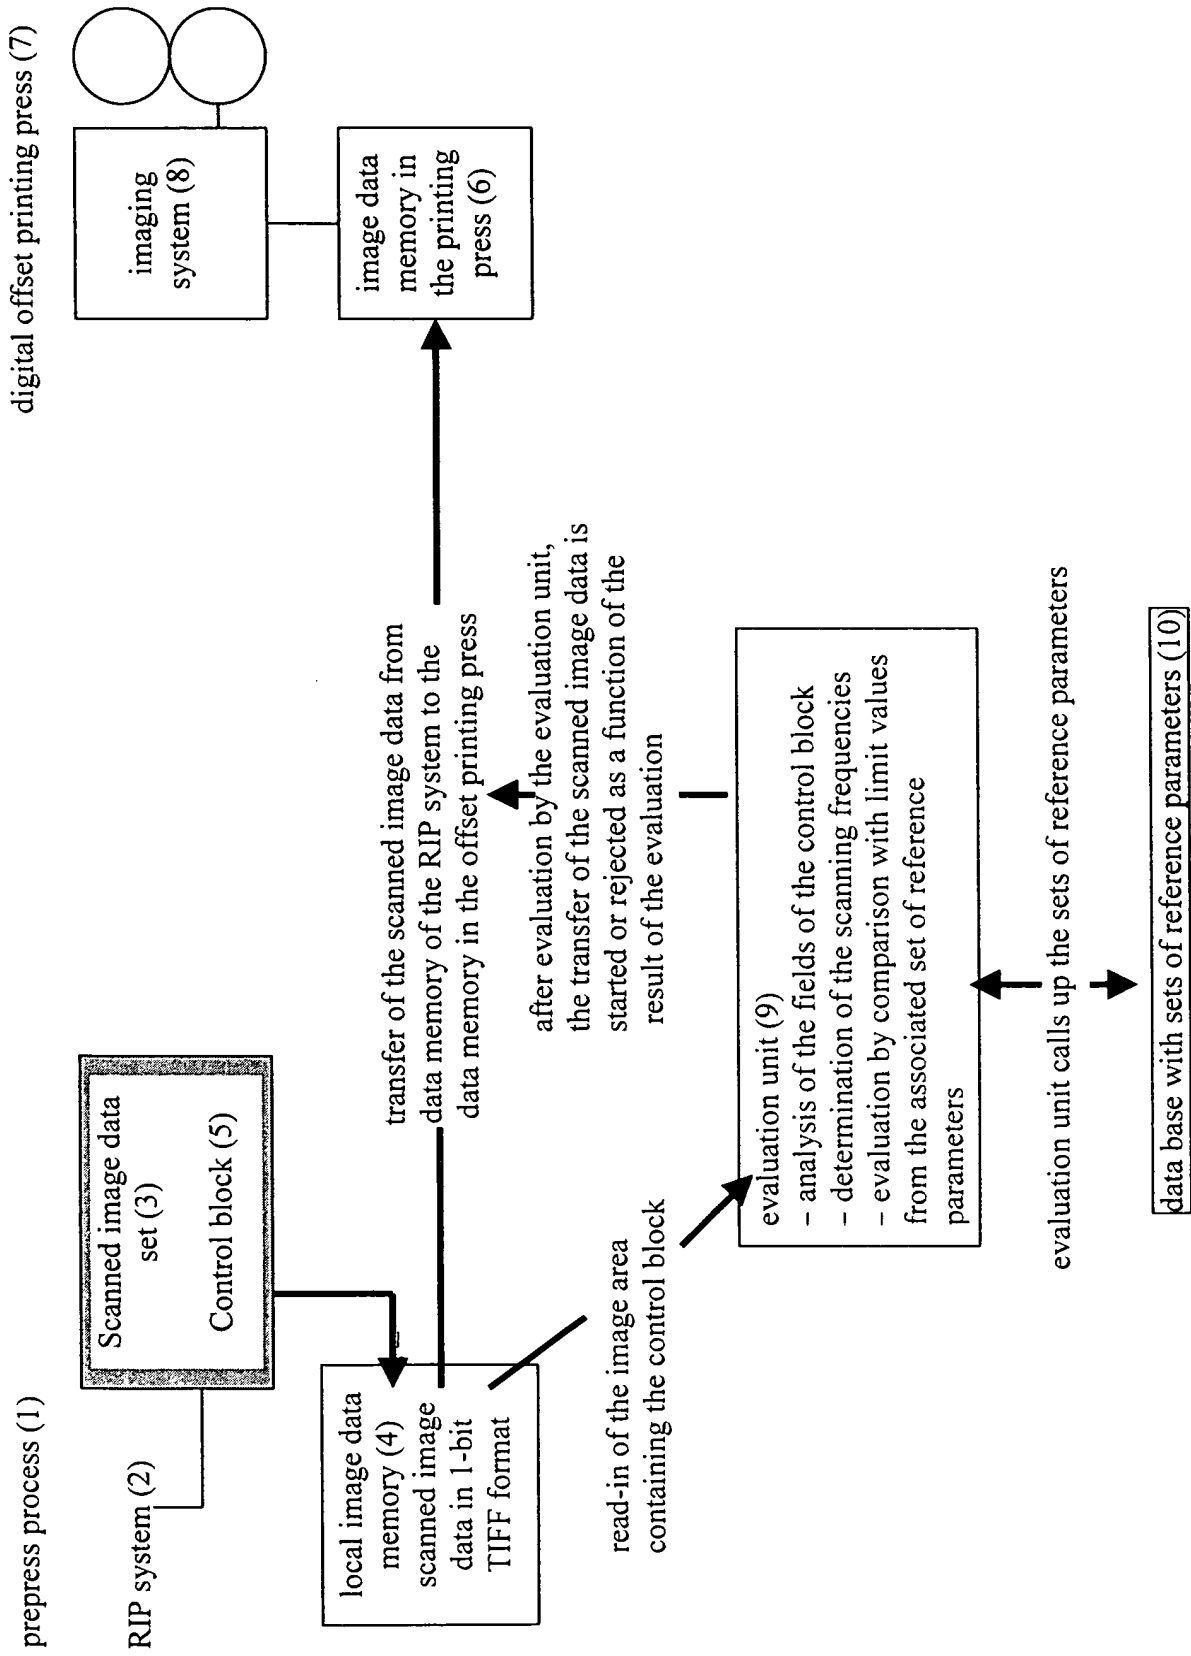 prepress process (1)
digital offset printing press (7)
RIP system (2)
Scanned image data
set (3)
Control block (5)
imaging
system (8)
local image data
memory (4)
scanned image
data in 1-bit
TIFF format
transfer of the scanned image data from
data memory of the RIP system to the
data memory in the offset printing press
image data
memory in
the printing
press (6)
read-in of the image area
containing the control block
after evaluation by the evaluation unit,
the transfer of the scanned image data is
started or rejected as a function of the
result of the evaluation
evaluation unit (9)
– analysis of the fields of the control block
– determination of the scanning frequencies
– evaluation by comparison with limit values
from the associated set of reference
parameters
evaluation unit calls up the sets of reference parameters
data base with sets of reference parameters (10)